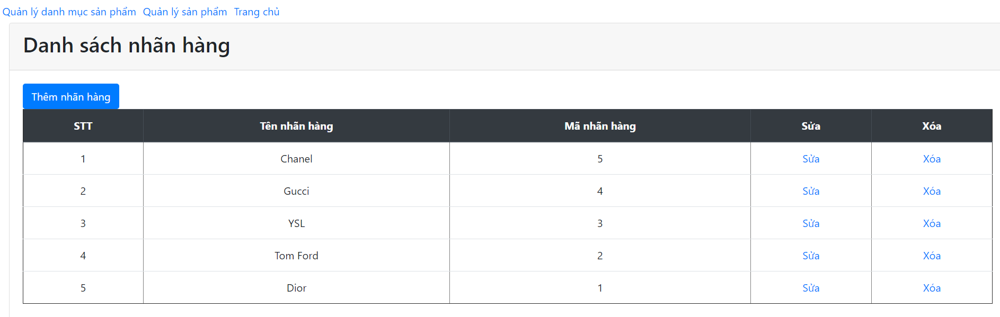 Quản lý danh mục sản phẩm Quản lý sản phẩm Trang chủ
Danh sách nhãn hàng
Thêm nhãn hàng
STT Tên nhãn hàng Mã nhãn hàng Sửa Xóa
1 Chanel 5 Sửa Xóa
2 Gucci 4 Sửa Xóa
3 YSL 3 Sửa Xóa
4 Tom Ford 2 Sửa Xóa
5 Dior 1 Sửa Xóa